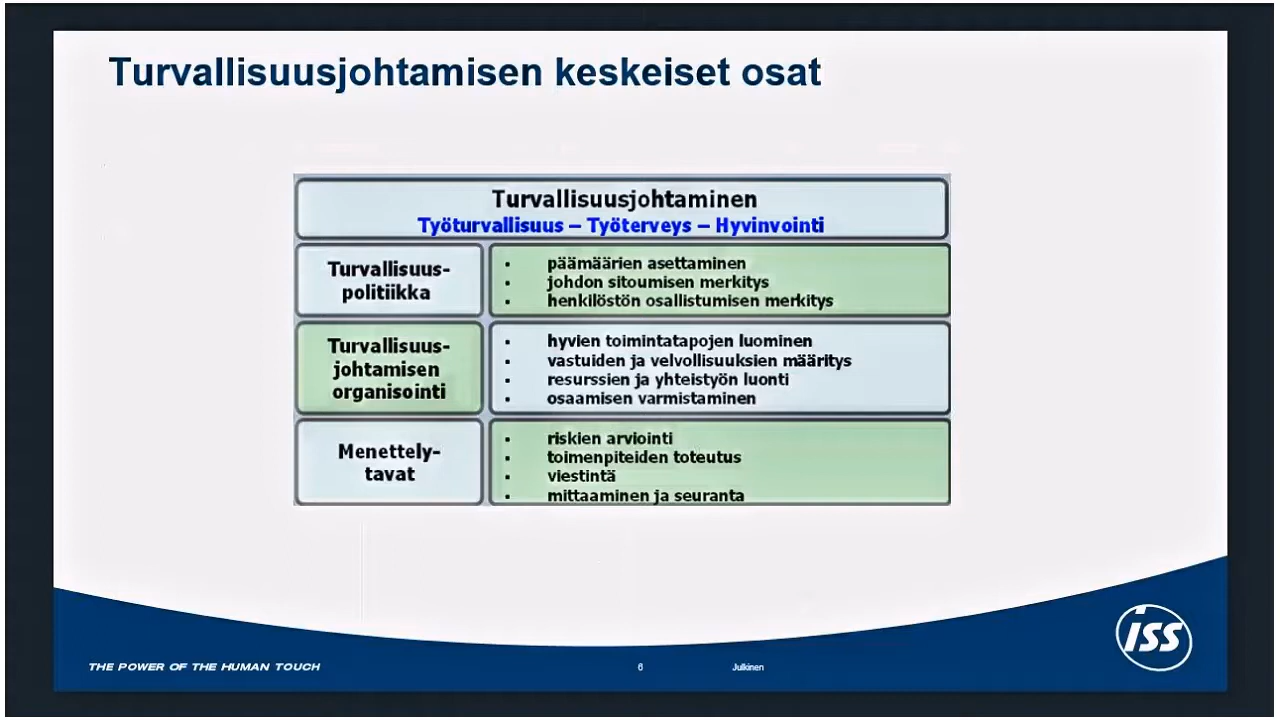 Turvallisuusjohtamisen keskeiset osat
Turvallisuusjohtaminen
Työturvallisuus – Työterveys – Hyvinvointi
Turvallisuus-
politiikka
▪ päämäärien asettaminen
▪ johdon sitoumisen merkitys
▪ henkilöstön osallistumisen merkitys
Turvallisuus-
johtamisen
organisointi
▪ hyvien toimintatapojen luominen
▪ vastuiden ja velvollisuuksien määritys
▪ resurssien ja yhteistyön luonti
▪ osaamisen varmistaminen
Menettely-
tavat
▪ riskien arviointi
▪ toimenpiteiden toteutus
▪ viestintä
▪ mittaaminen ja seuranta
THE POWER OF THE HUMAN TOUCH
6
Julkinen
ISS